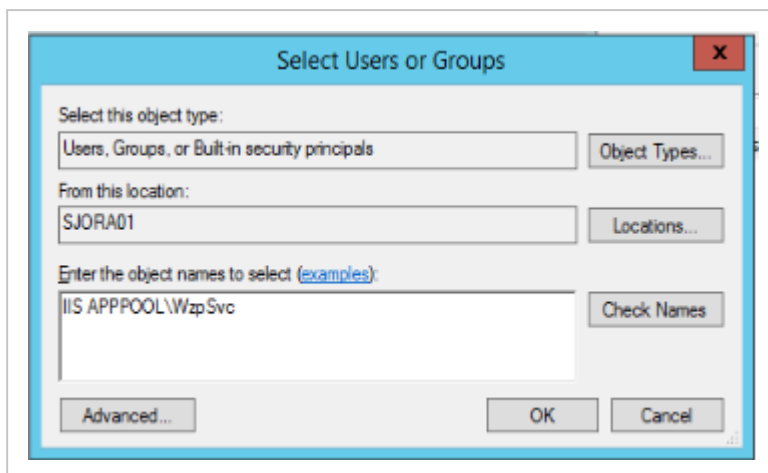 Select Users or Groups
x
Select this object type:
Users, Groups, or Built-in security principals
Object Types...
From this location:
SJORA01
Locations...
Enter the object names to select (examples):
IIS APPPOOL\WzpSvc
Check Names
Advanced...
OK
Cancel